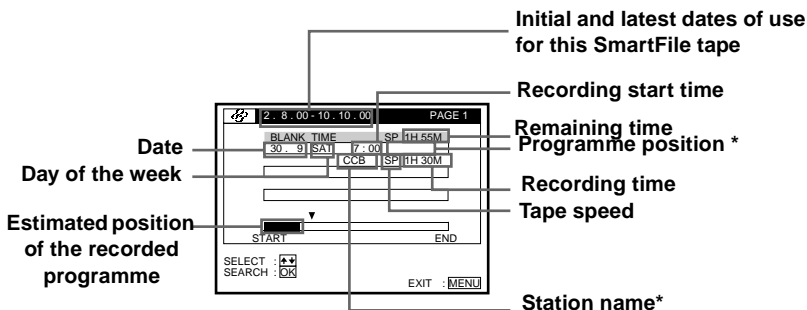 Initial and latest dates of use
for this SmartFile tape
Recording start time
2. 8. 00 - 10. 10. 00 PAGE 1
BLANK TIME SP 1H 55M
Remaining time
Programme position *
Date
30. 9 SAT 7:00
CCB SP 1H 30M
Day of the week
Recording time
Tape speed
Estimated position
of the recorded
programme
START END
SELECT :
SEARCH : OK
EXIT : MENU
Station name*